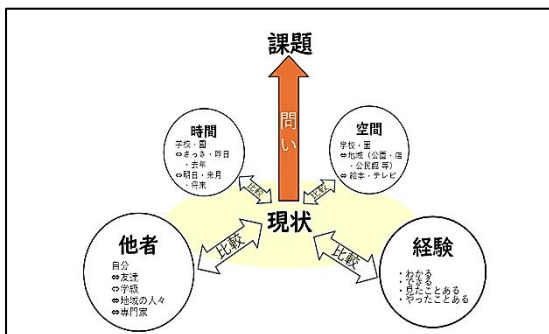 課題
問い
時間
学校・園
⇔さっき・昨日
・去年
⇔明日・来月・
将来
空間
学校・園
⇔地域（公園・店
・公民館 等）
⇔ 絵本・テレビ
比較
比較
現状
他者
自分
⇔友達
⇔学級
⇔地域の人々
⇔専門家
比較
比較
経験
・わかる
・できる
・見たことある
・やったことある